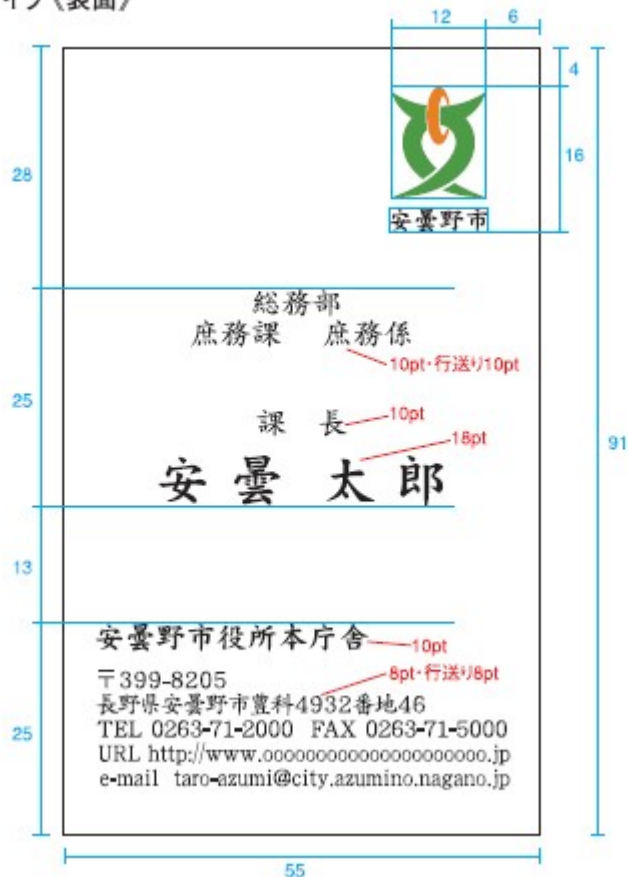 イプ《表面》
12
6
4
16
28
安曇野市
総務部
庶務課　庶務係
10pt・行送り10pt
25
課　長
10pt
18pt
91
安曇　太郎
13
安曇野市役所本庁舎
10pt
〒399-8205
8pt・行送り8pt
長野県安曇野市豊科4932番地46
25
TEL 0263-71-2000　FAX 0263-71-5000
URL http://www.oooooooooooooooooooo.jp
e-mail　taro-azumi@city.azumino.nagano.jp
55